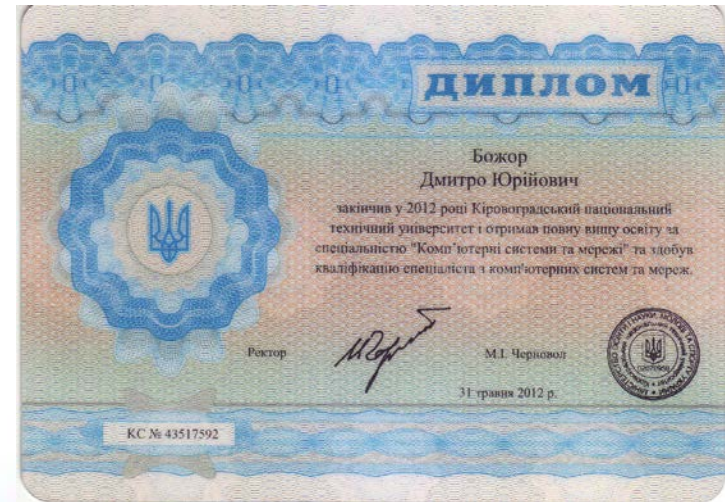 ДИПЛОМ
Божор
Дмитро Юрійович
закінчив у 2012 році Кіровоградський національний
технічний університет і отримав повну вищу освіту за
спеціальністю "Комп'ютерні системи та мережі" та здобув
кваліфікацію спеціаліста з комп'ютерних систем та мереж.
Ректор
М.І. Черновол
31 травня 2012 р.
КС № 43517592